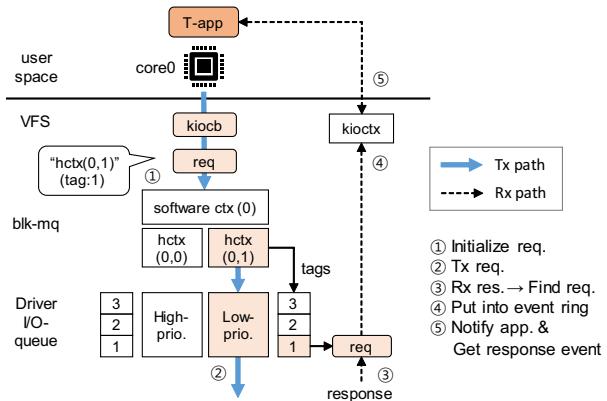 T-app
user
space
core0
⑤
VFS
kiocb
kioctx
req
④
"hctx(0,1)"
(tag:1)
①
Tx path
Rx path
blk-mq
software ctx (0)
hctx
(0,0)
hctx
(0,1)
tags
Driver
I/O-
queue
3
2
1
High-
prio.
Low-
prio.
3
2
1
req
②
③
response
① Initialize req.
② Tx req.
③ Rx res. → Find req.
④ Put into event ring
⑤ Notify app. &
Get response event